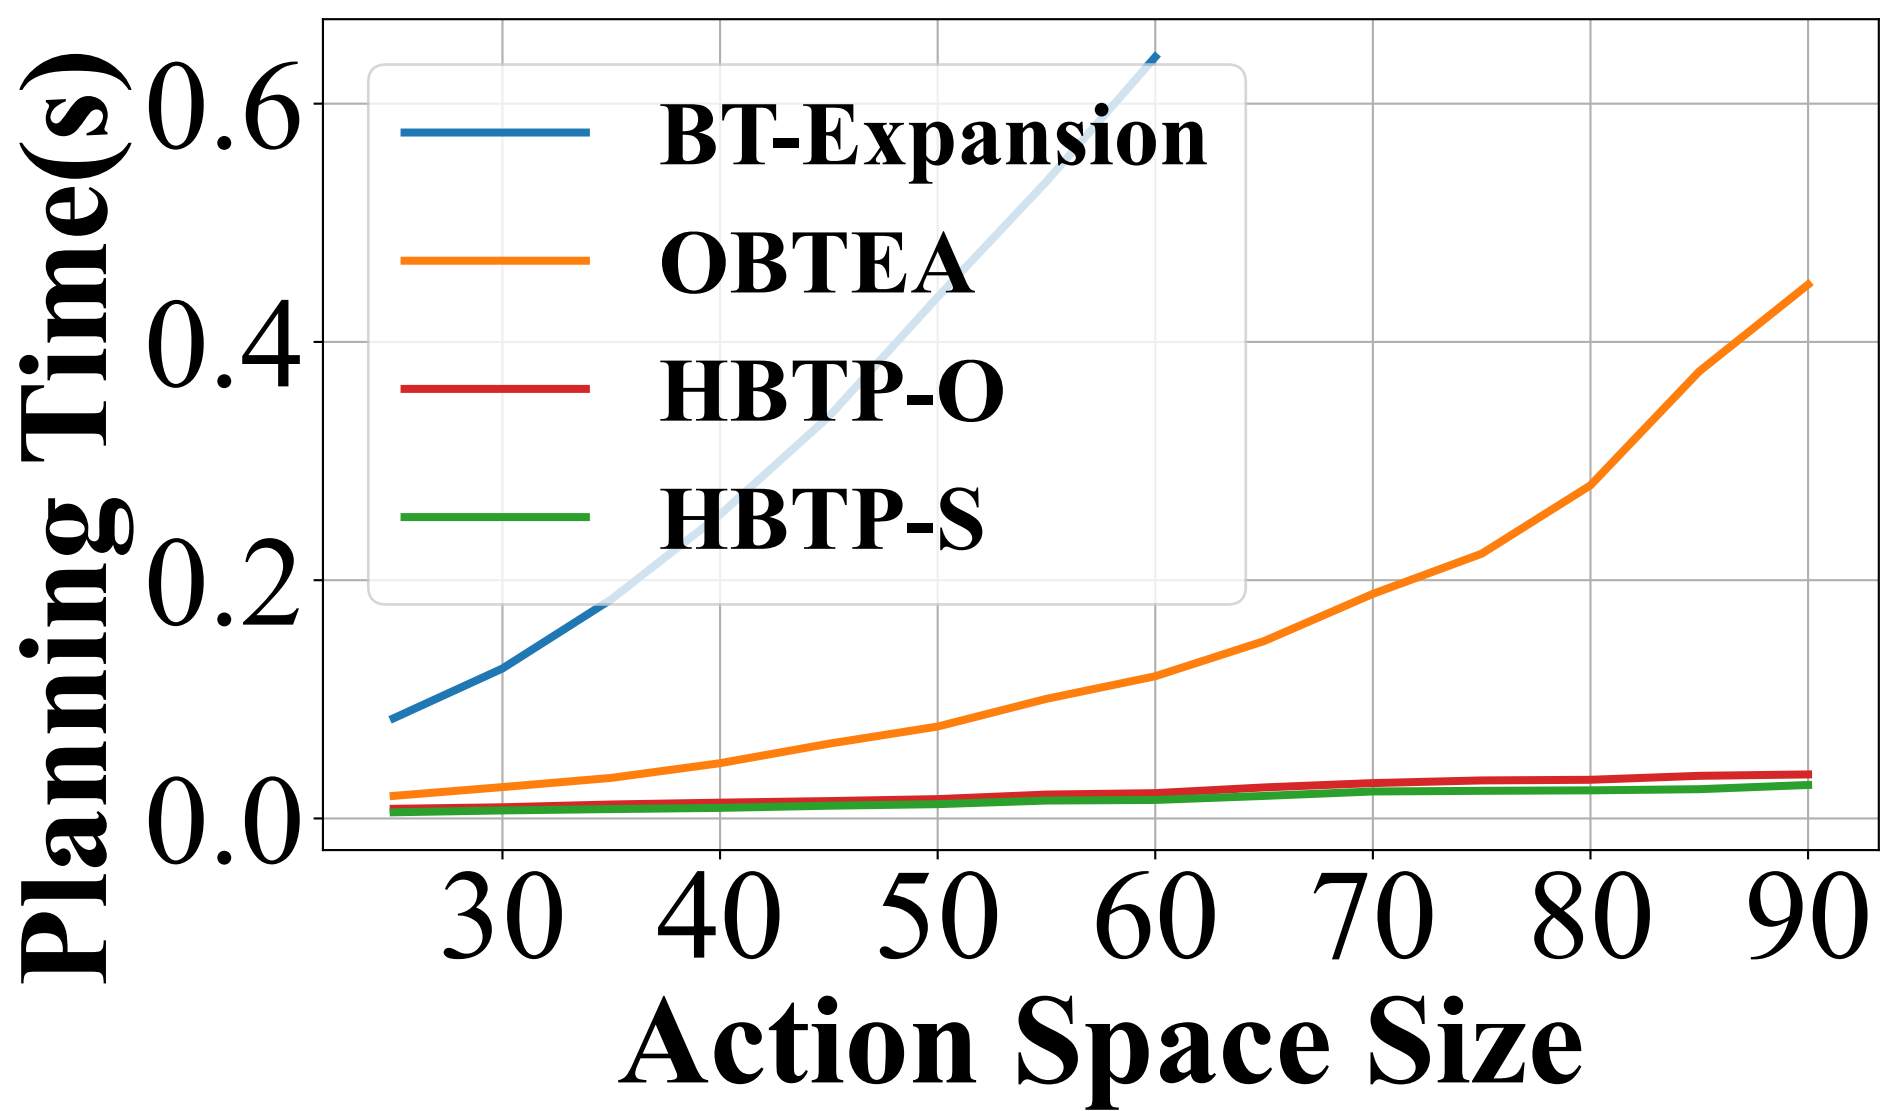 Planning Time(s)
0.6
0.4
0.2
0.0
BT-Expansion
OBTEA
HBTP-O
HBTP-S
30 40 50 60 70 80 90
Action Space Size